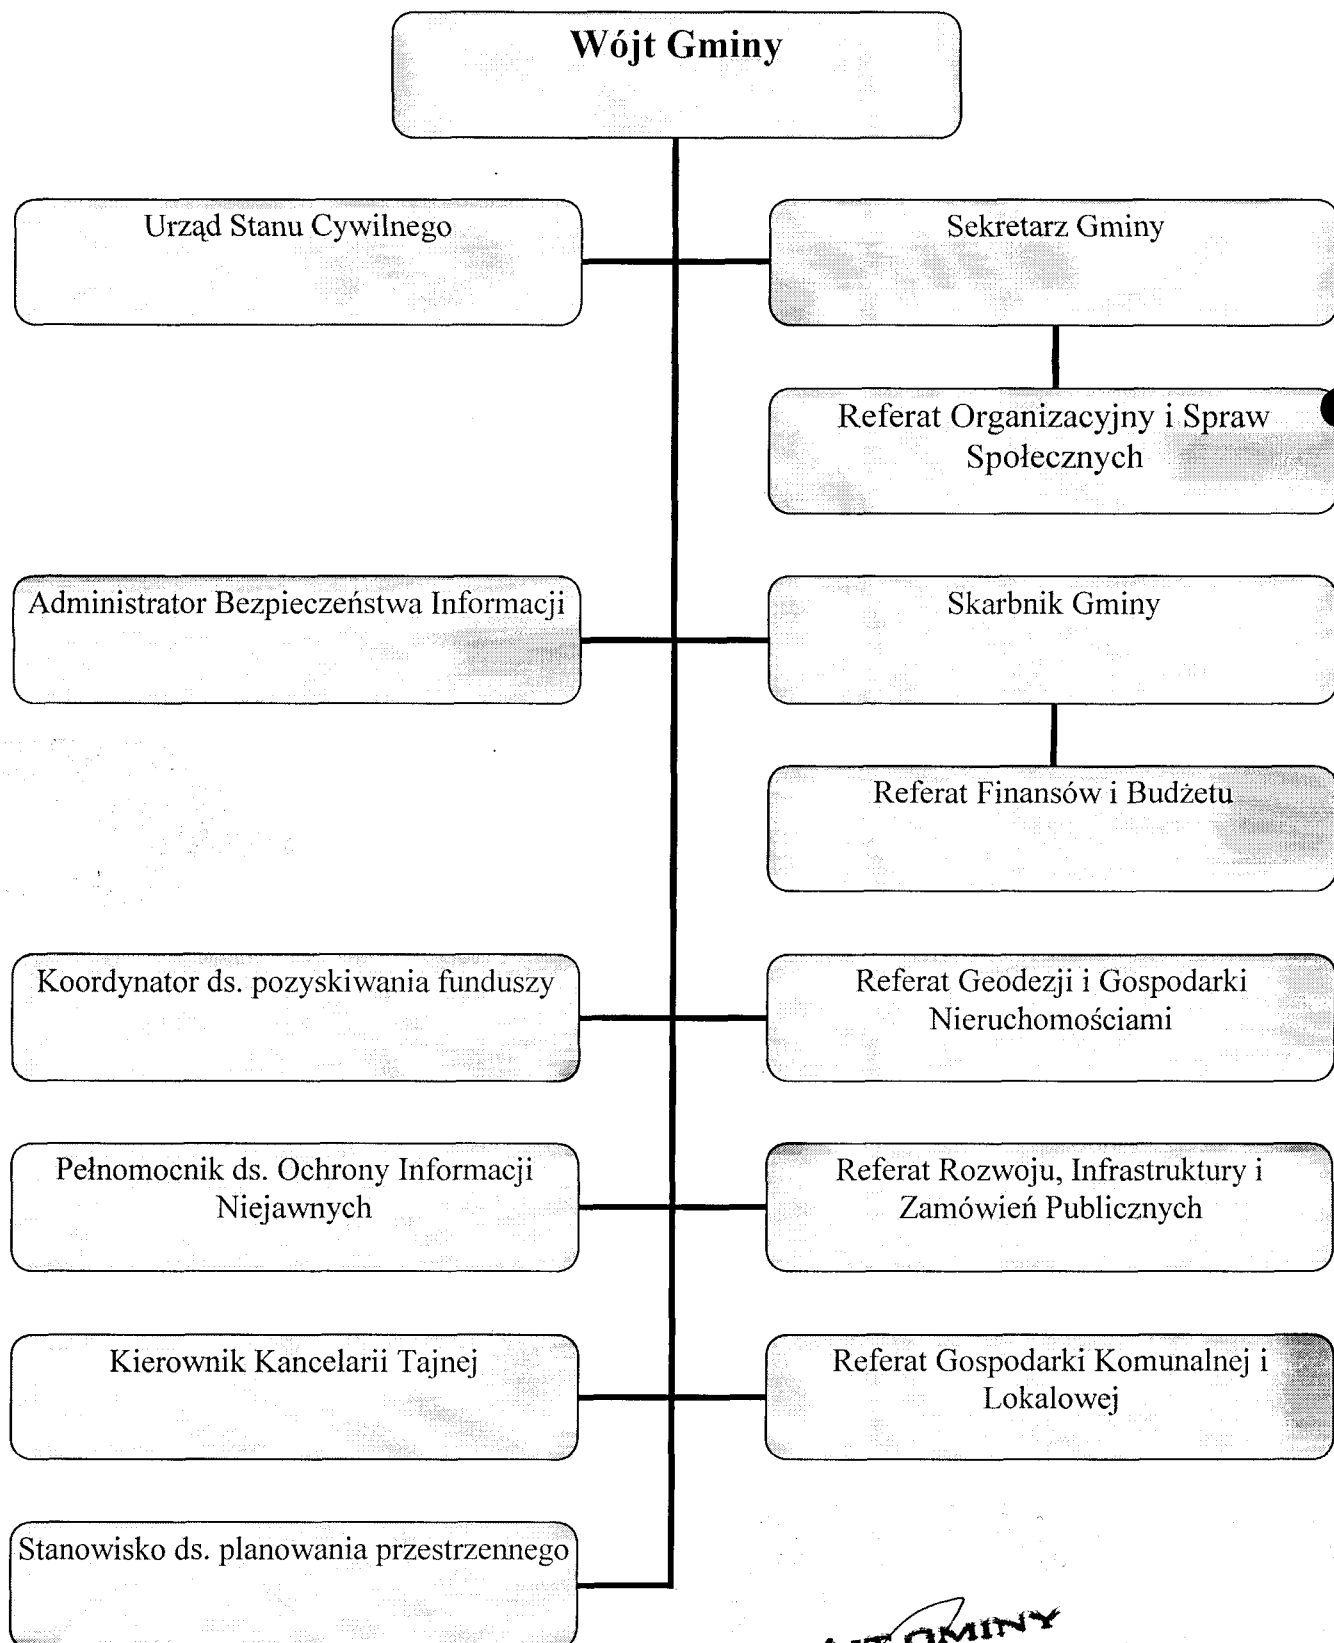 Wójt Gminy
Urząd Stanu Cywilnego
Sekretarz Gminy
Referat Organizacyjny i Spraw
Społecznych
Administrator Bezpieczeństwa Informacji
Skarbnik Gminy
Referat Finansów i Budżetu
Koordynator ds. pozyskiwania funduszy
Referat Geodezji i Gospodarki
Nieruchomościami
Pełnomocnik ds. Ochrony Informacji
Niejawnych
Referat Rozwoju, Infrastruktury i
Zamówień Publicznych
Kierownik Kancelarii Tajnej
Referat Gospodarki Komunalnej i
Lokalowej
Stanowisko ds. planowania przestrzennego
GMINY